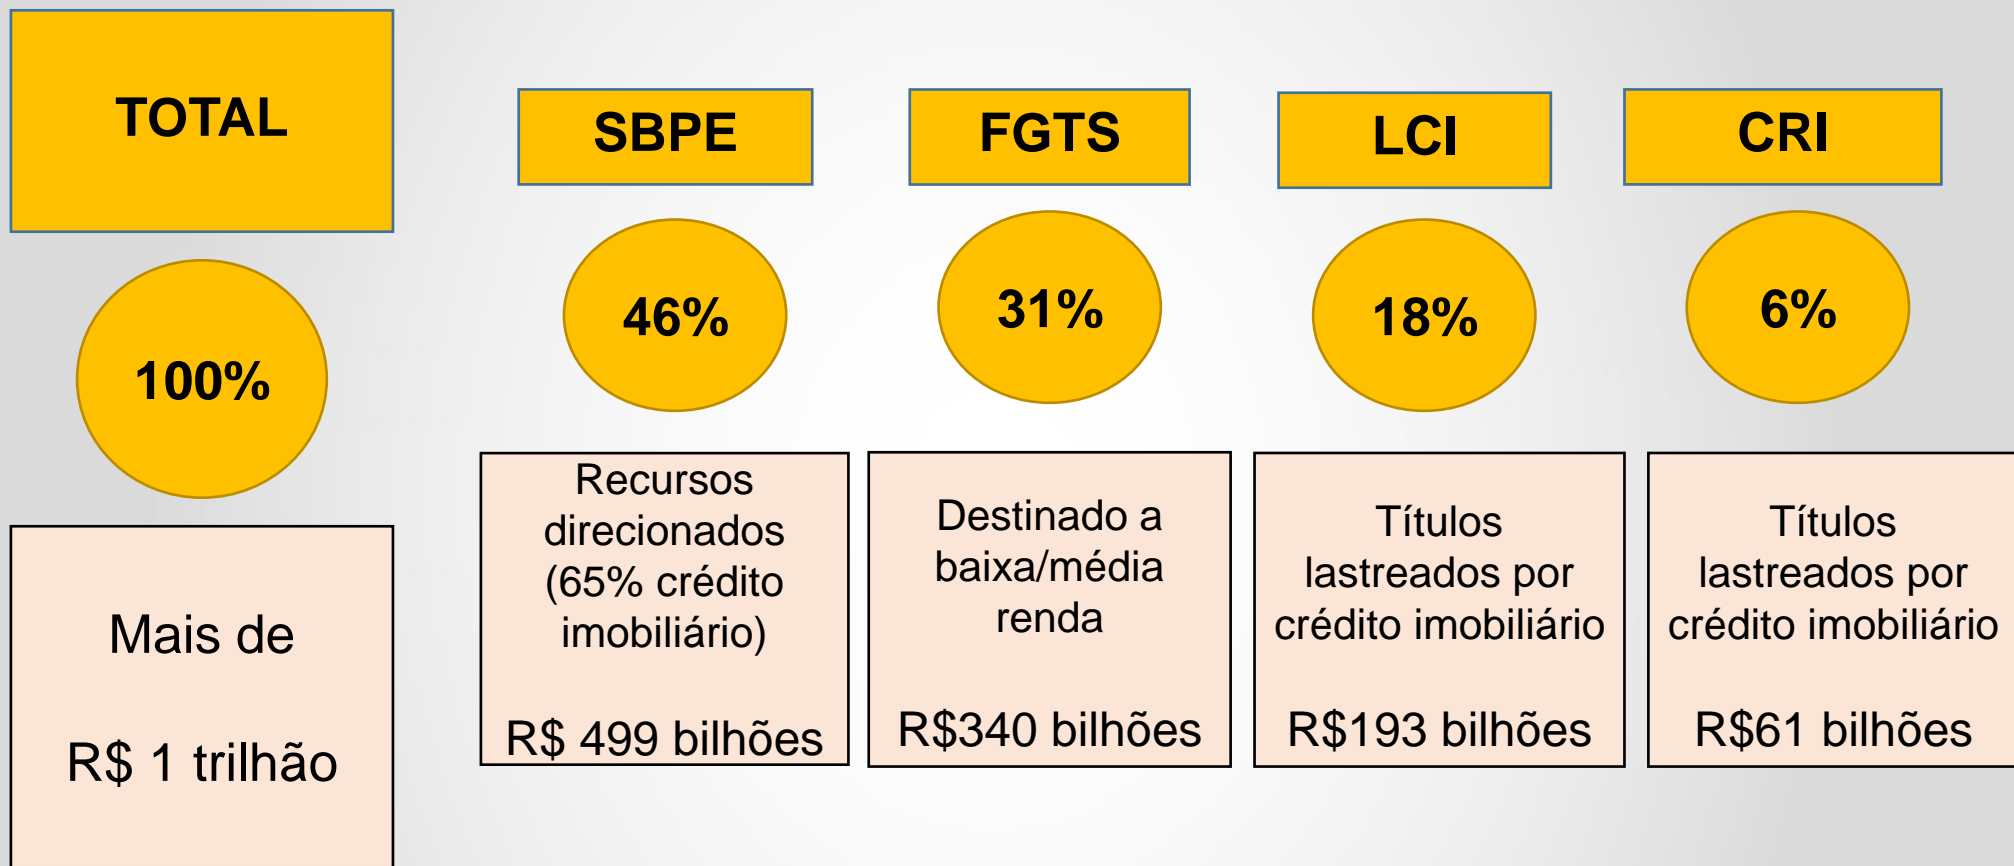 TOTAL
100%
Mais de
R$ 1 trilhão
SBPE
46%
Recursos
direcionados
(65% crédito
imobiliário)
R$ 499 bilhões
FGTS
31%
Destinado a
baixa/média
renda
R$340 bilhões
LCI
18%
Títulos
lastreados por
crédito imobiliário
R$193 bilhões
CRI
6%
Títulos
lastreados por
crédito imobiliário
R$61 bilhões